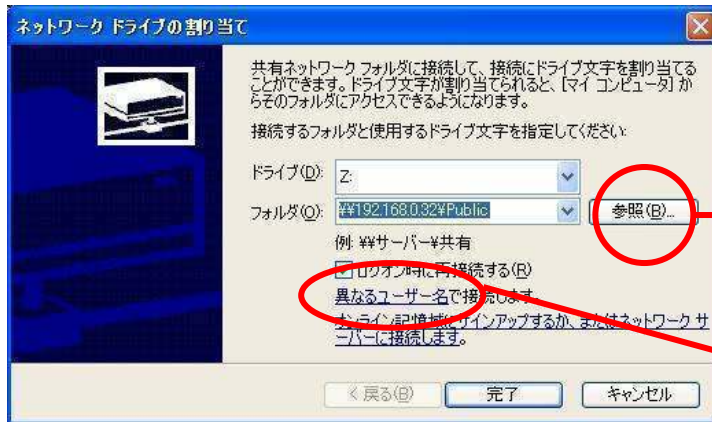 ネットワーク ドライブの割り当て
共有ネットワーク フォルダに接続して、接続にドライブ文字を割り当てる
ことができます。ドライブ文字が割り当てられると、[マイ コンピュータ] か
らそのフォルダにアクセスできるようになります。
接続するフォルダと使用するドライブ文字を指定してください:
ドライブ(D): Z:
フォルダ(O): ¥¥192.168.0.32¥Public 参照(B)...
例: ¥¥サーバー¥共有
ログオン時に再接続する(R)
異なるユーザー名で接続します。
オンライン記憶域にサインアップするか、またはネットワーク サ
ーバーに接続します。
< 戻る(B) 完了 キャンセル